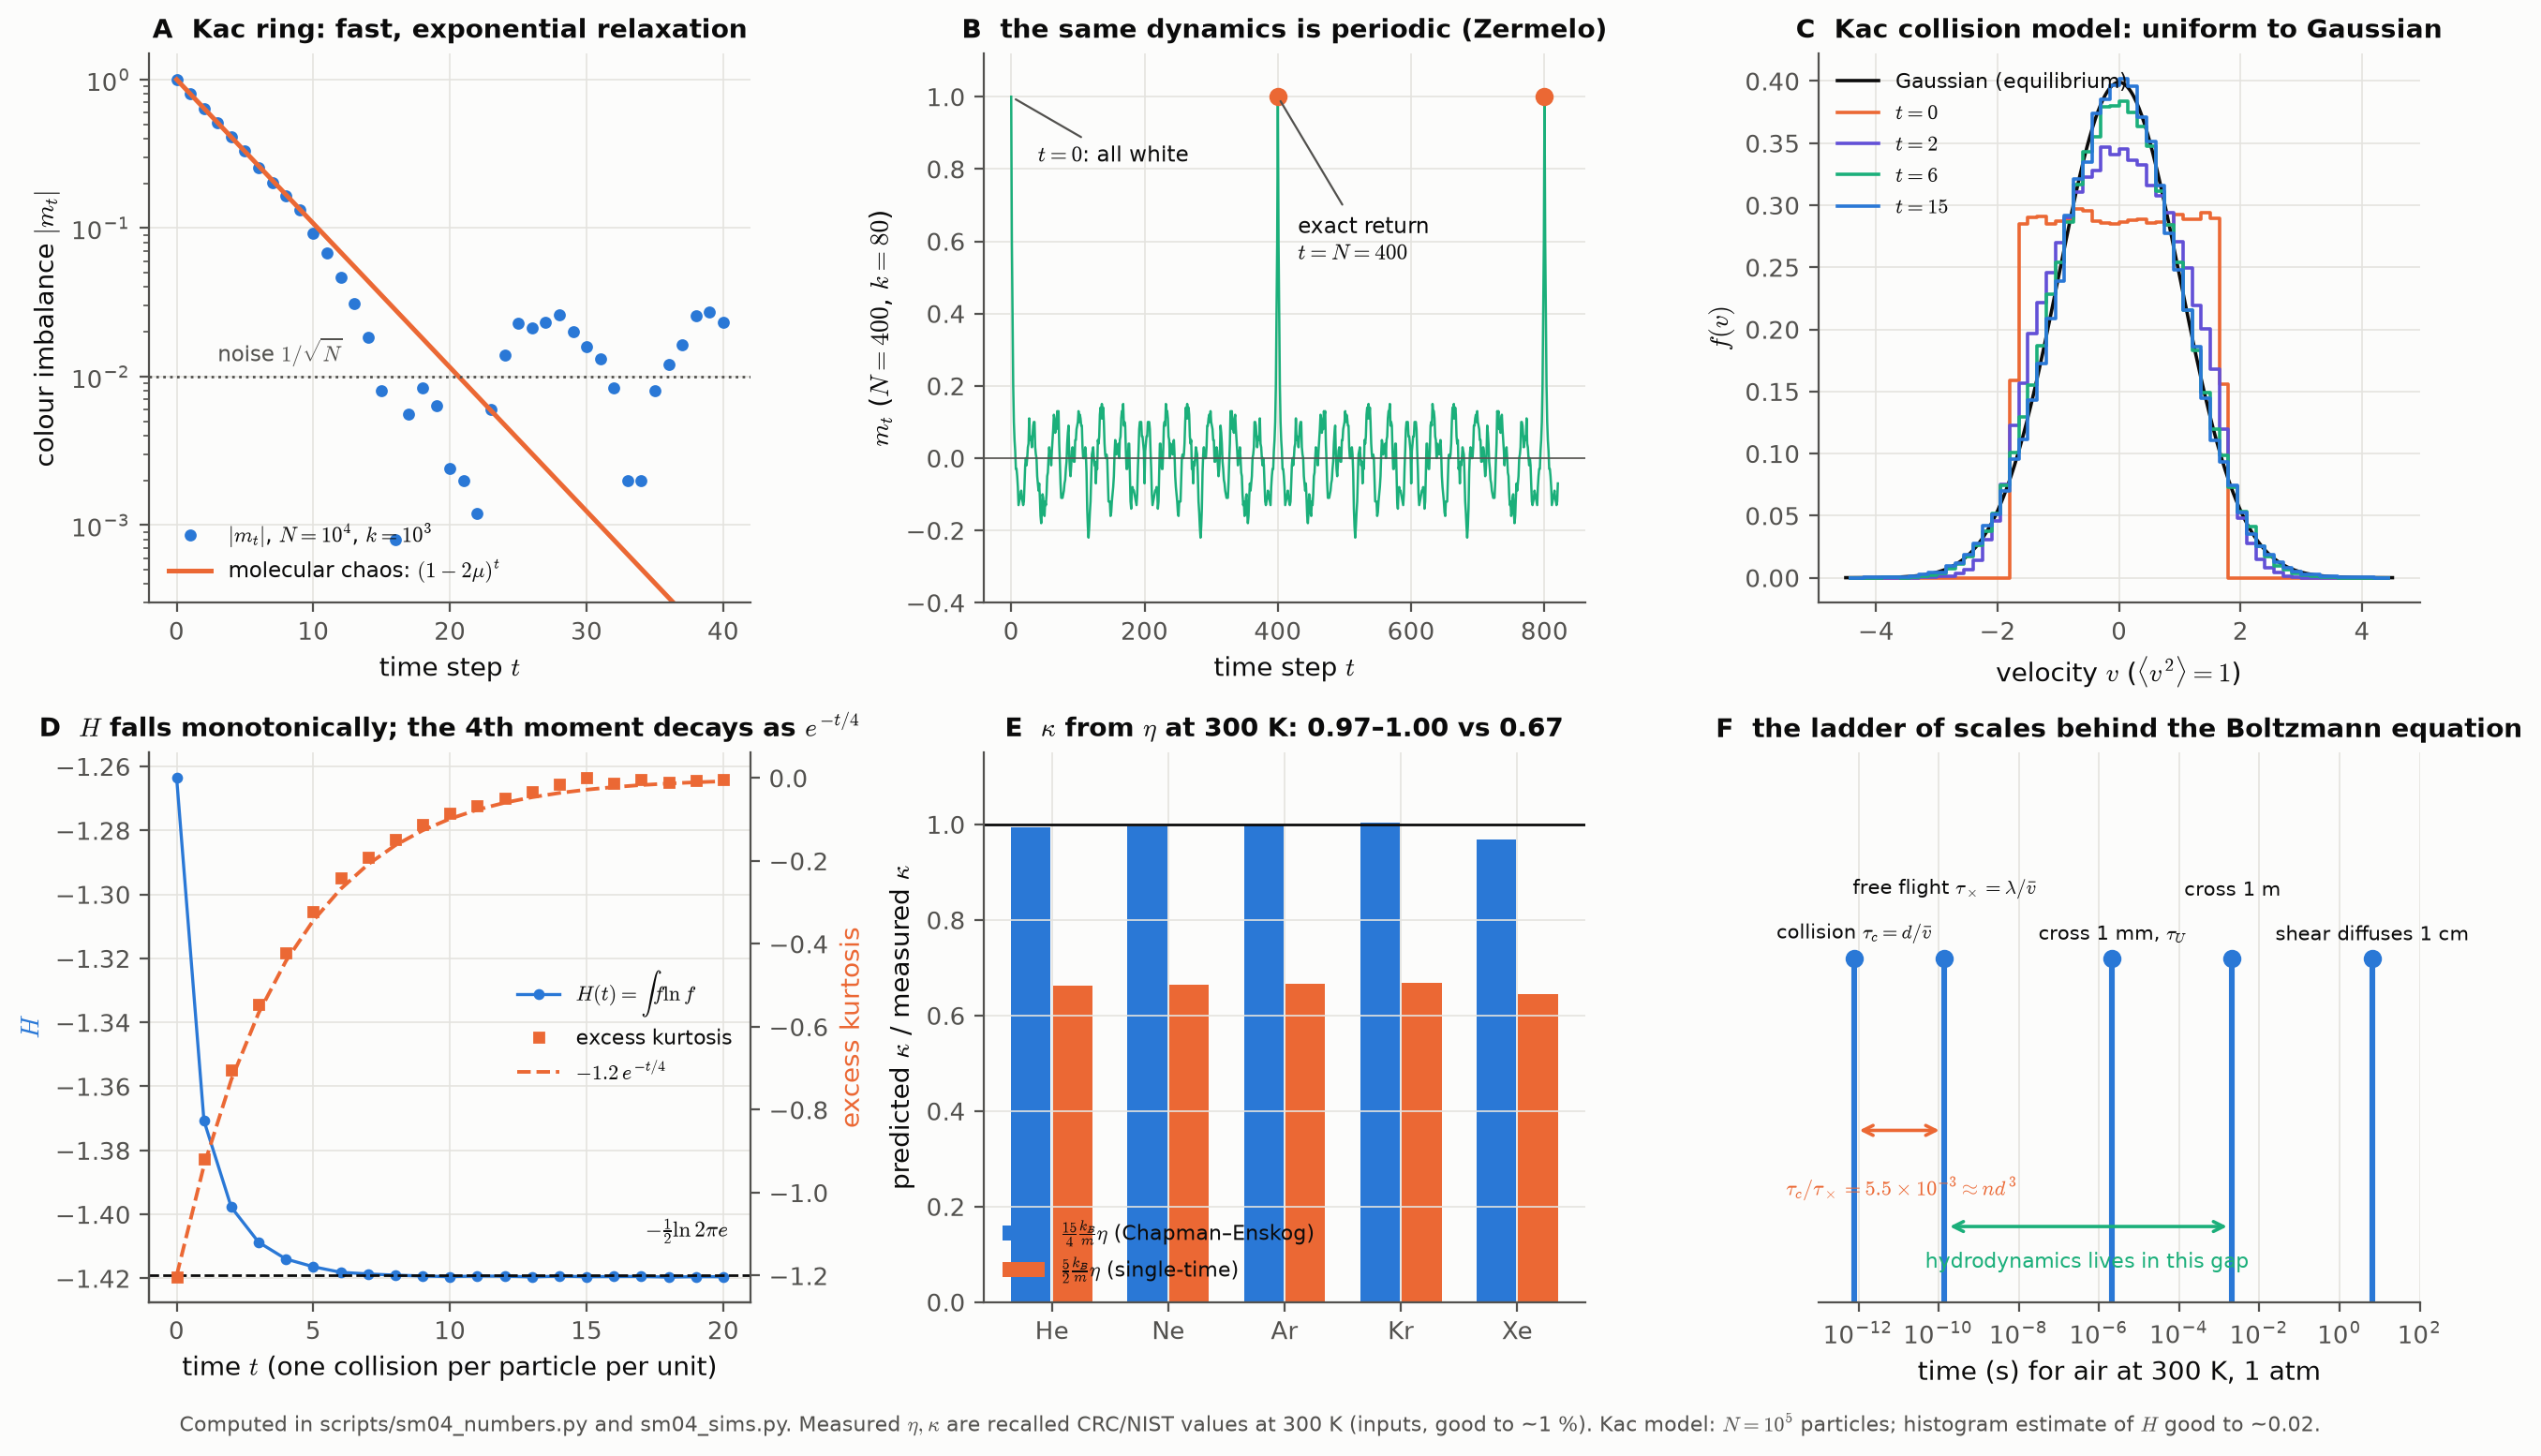 A Kac ring: fast, exponential relaxation
colour imbalance |m_t|
10⁰
10⁻¹
10⁻²
10⁻³
noise 1/√N
|m_t|, N = 10⁴, k = 10³
molecular chaos: (1 − 2μ)^t
0 10 20 30 40
time step t
B the same dynamics is periodic (Zermelo)
m_t (N = 400, k = 80)
1.0
0.8
0.6
0.4
0.2
0.0
−0.2
−0.4
t = 0: all white
exact return
t = N = 400
0 200 400 600 800
time step t
C Kac collision model: uniform to Gaussian
f(v)
0.40
0.35
0.30
0.25
0.20
0.15
0.10
0.05
0.00
Gaussian (equilibrium)
t = 0
t = 2
t = 6
t = 15
−4 −2 0 2 4
velocity v (⟨v²⟩ = 1)
D H falls monotonically; the 4th moment decays as e^{−t/4}
H
−1.26
−1.28
−1.30
−1.32
−1.34
−1.36
−1.38
−1.40
−1.42
H(t) = ∫f ln f
excess kurtosis
−1.2 e^{−t/4}
−½ ln 2πe
0.0
−0.2
−0.4
−0.6
−0.8
−1.0
−1.2
excess kurtosis
0 5 10 15 20
time t (one collision per particle per unit)
E κ from η at 300 K: 0.97–1.00 vs 0.67
predicted κ / measured κ
1.0
0.8
0.6
0.4
0.2
0.0
15/4 k_B/m η (Chapman–Enskog)
5/2 k_B/m η (single-time)
He Ne Ar Kr Xe
F the ladder of scales behind the Boltzmann equation
free flight τ_× = λ/v̄
cross 1 m
collision τ_c = d/v̄
cross 1 mm, τ_U
shear diffuses 1 cm
τ_c/τ_× = 5.5 × 10⁻³ ≈ nd³
hydrodynamics lives in this gap
10⁻¹² 10⁻¹⁰ 10⁻⁸ 10⁻⁶ 10⁻⁴ 10⁻² 10⁰ 10²
time (s) for air at 300 K, 1 atm
Computed in scripts/sm04_numbers.py and sm04_sims.py. Measured η, κ are recalled CRC/NIST values at 300 K (inputs, good to ~1 %). Kac model: N = 10⁵ particles; histogram estimate of H good to ~0.02.